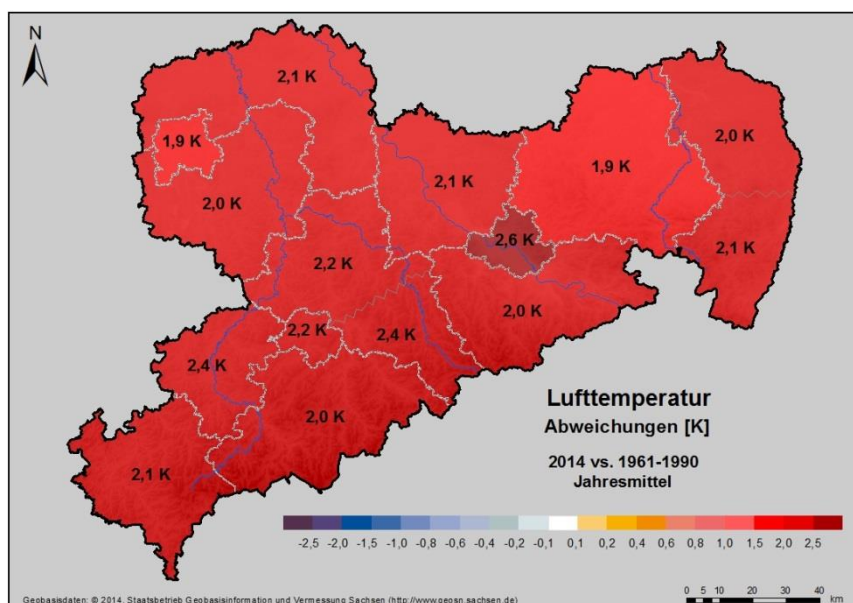 N
2,1 K
1,9 K
2,0 K
2,1 K
1,9 K
2,0 K
2,6 K
2,1 K
2,2 K
2,0 K
2,2 K
2,4 K
2,4 K
2,0 K
2,1 K
Lufttemperatur
Abweichungen [K]
2014 vs. 1961-1990
Jahresmittel
-2,5 -2,0 -1,5 -1,0 -0,8 -0,6 -0,4 -0,2 -0,1 0,1 0,2 0,4 0,6 0,8 1,0 1,5 2,0 2,5
0 5 10 20 30 40
km
Geobasisdaten: © 2014, Staatsbetrieb Geobasisinformation und Vermessung Sachsen (http://www.geosn.sachsen.de)